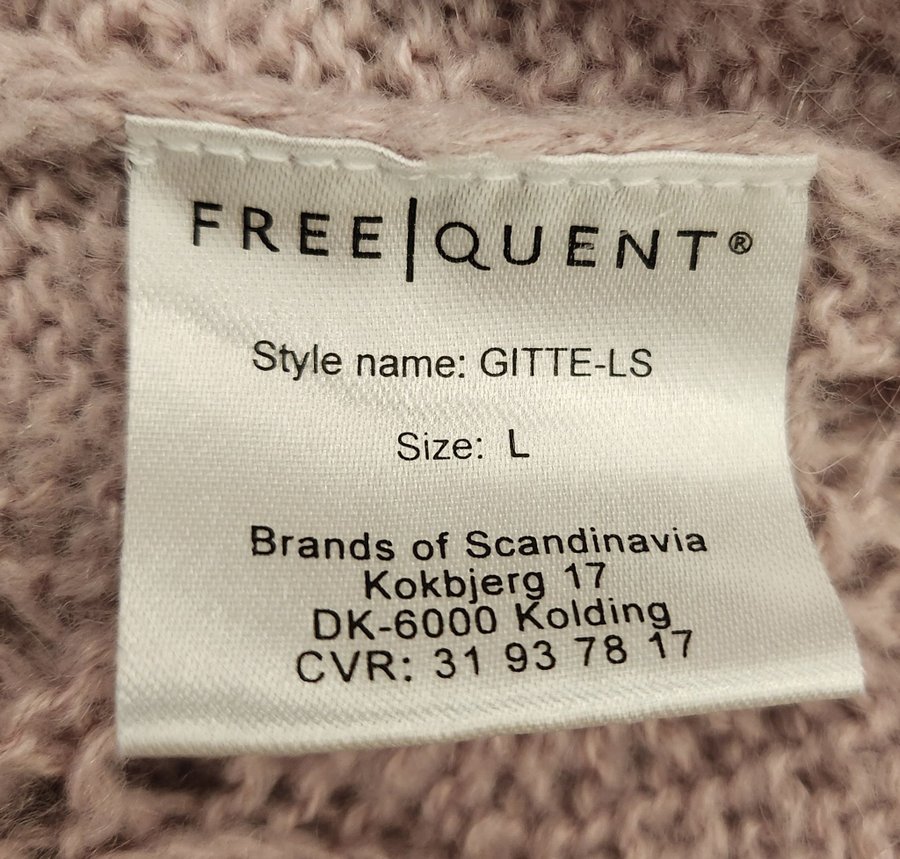 FREE|QUENT®
Style name: GITTE-LS
Size: L
Brands of Scandinavia
Kokbjerg 17
DK-6000 Kolding
CVR: 31 93 78 17